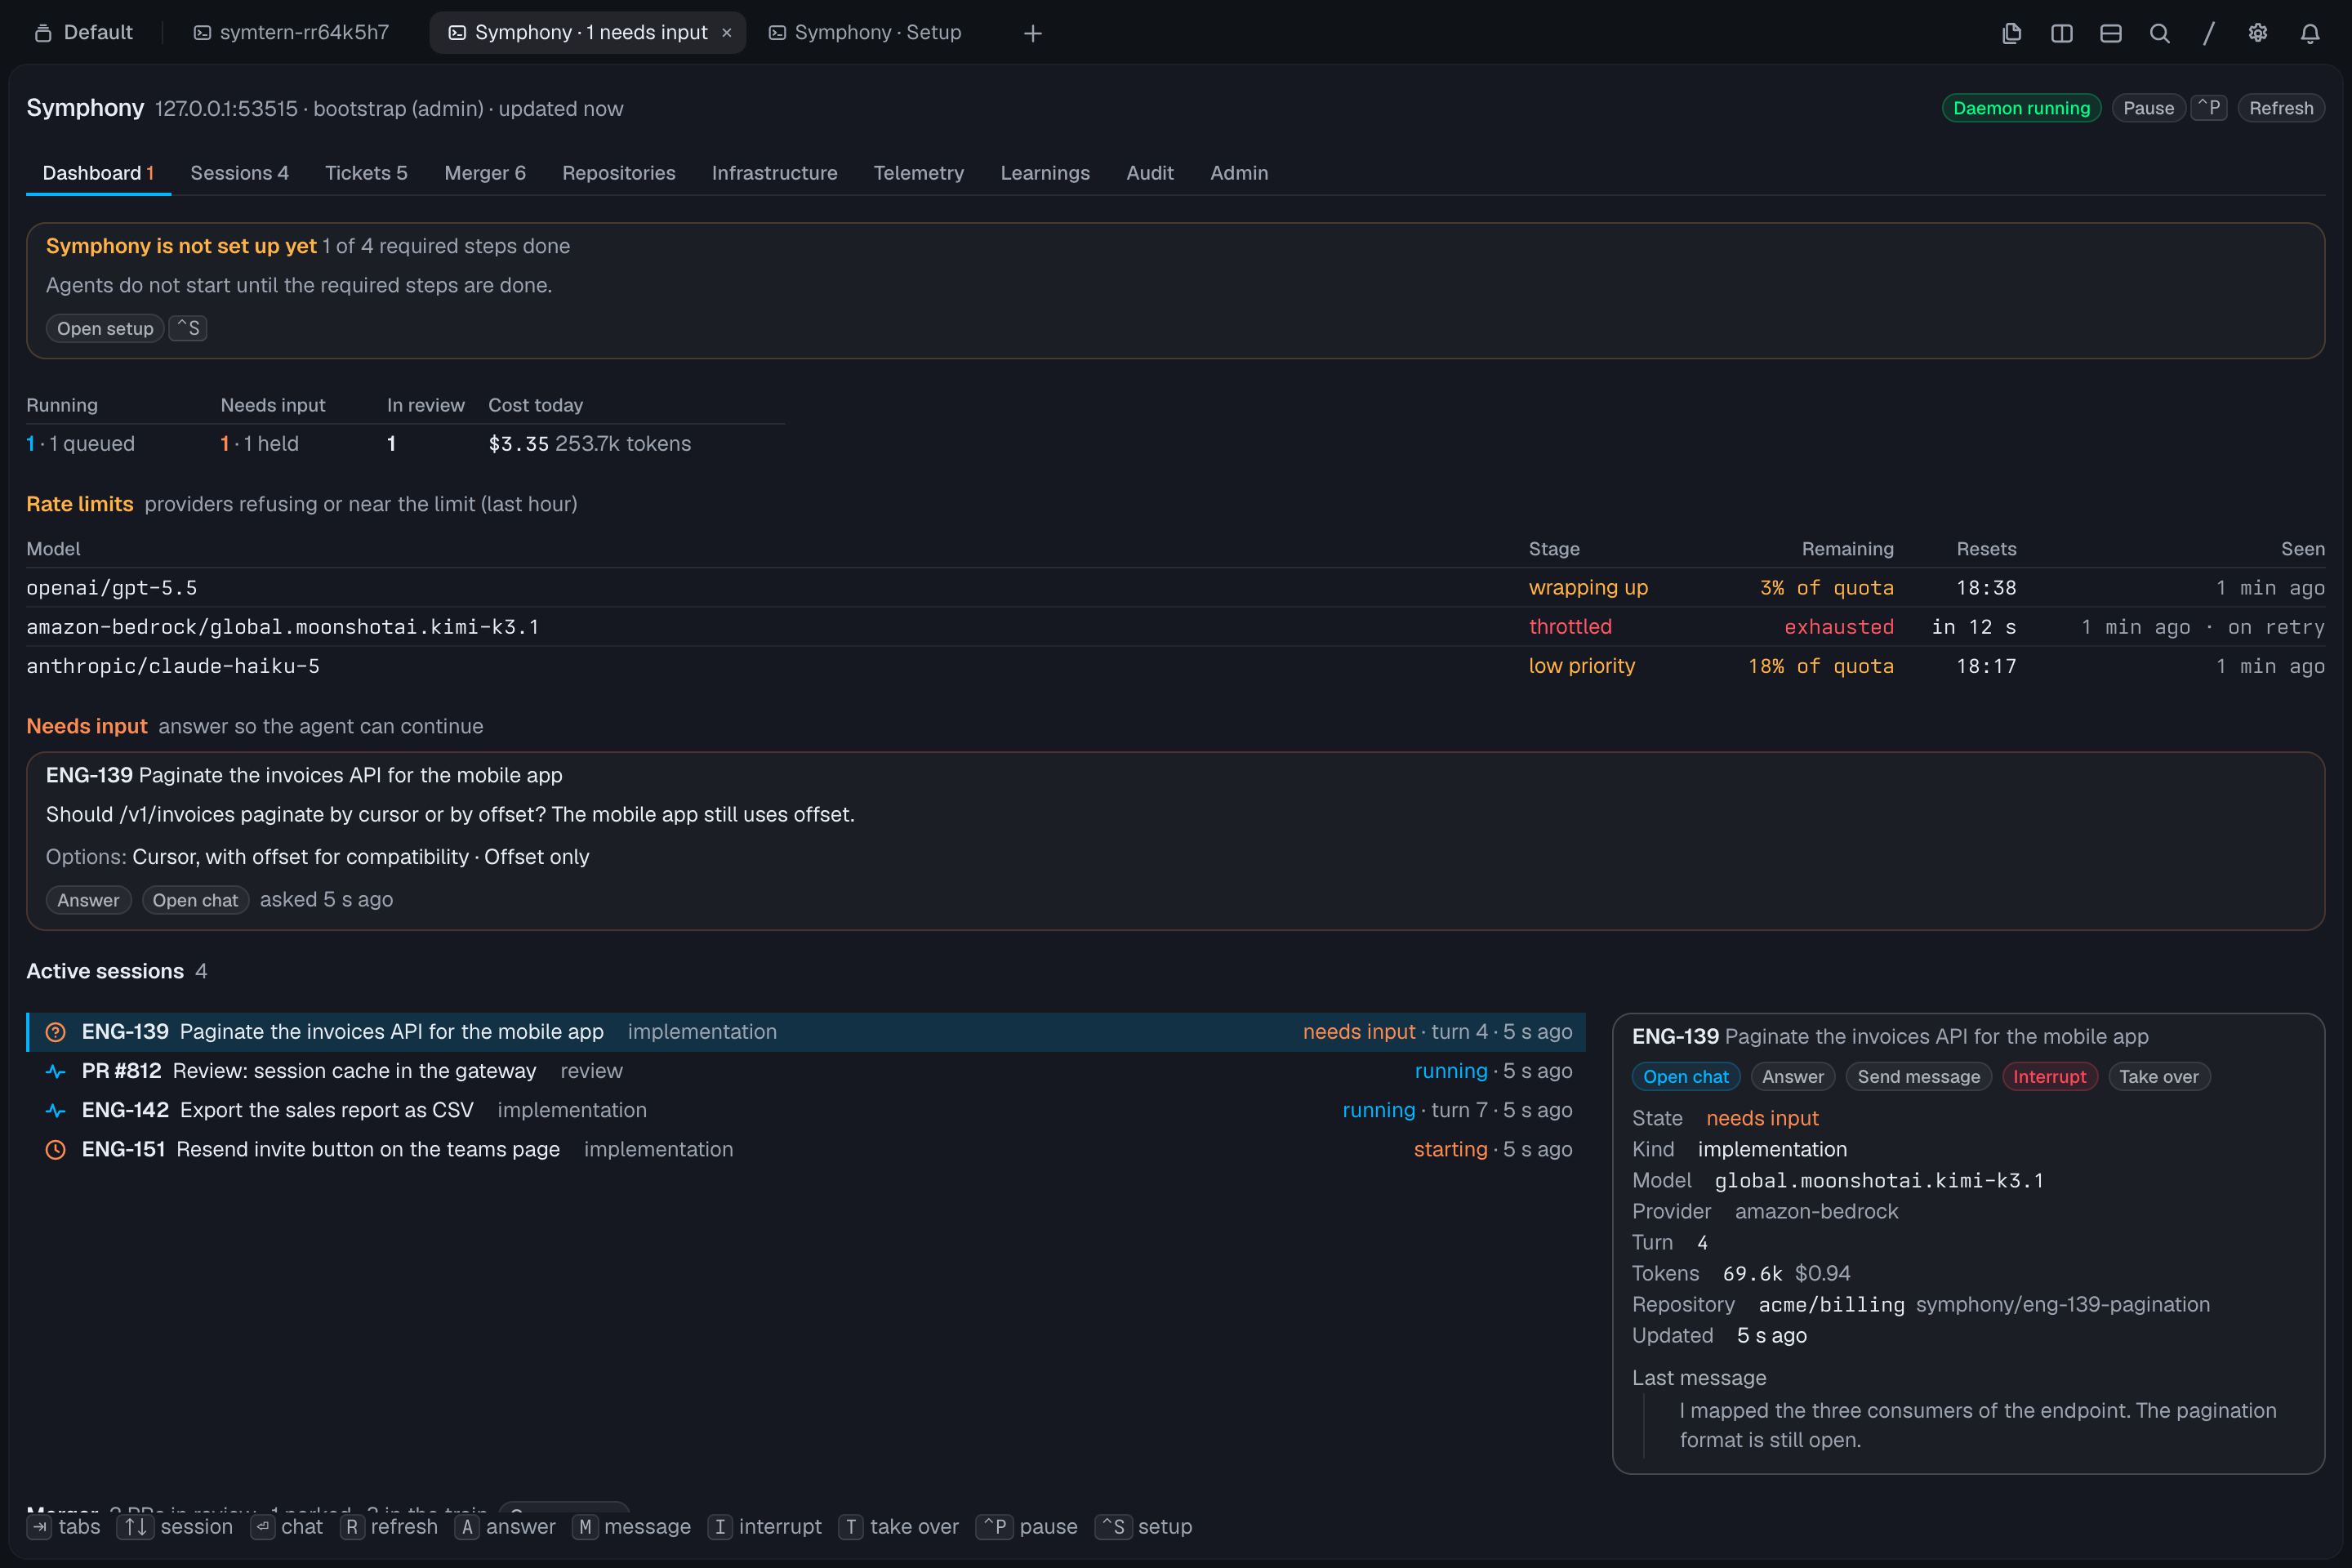 Default
symtern-rr64k5h7
Symphony · 1 needs input ×
Symphony · Setup
Symphony 127.0.0.1:53515 · bootstrap (admin) · updated now
Daemon running Pause ^P Refresh
Dashboard 1 Sessions 4 Tickets 5 Merger 6 Repositories Infrastructure Telemetry Learnings Audit Admin
Symphony is not set up yet 1 of 4 required steps done
Agents do not start until the required steps are done.
Open setup ^S
Running Needs input In review Cost today
1 · 1 queued 1 · 1 held 1 $3.35 253.7k tokens
Rate limits providers refusing or near the limit (last hour)
Model Stage Remaining Resets Seen
openai/gpt-5.5 wrapping up 3% of quota 18:38 1 min ago
amazon-bedrock/global.moonshotai.kimi-k3.1 throttled exhausted in 12 s 1 min ago · on retry
anthropic/claude-haiku-5 low priority 18% of quota 18:17 1 min ago
Needs input answer so the agent can continue
ENG-139 Paginate the invoices API for the mobile app
Should /v1/invoices paginate by cursor or by offset? The mobile app still uses offset.
Options: Cursor, with offset for compatibility · Offset only
Answer Open chat asked 5 s ago
Active sessions 4
ENG-139 Paginate the invoices API for the mobile app implementation needs input · turn 4 · 5 s ago
PR #812 Review: session cache in the gateway review running · 5 s ago
ENG-142 Export the sales report as CSV implementation running · turn 7 · 5 s ago
ENG-151 Resend invite button on the teams page implementation starting · 5 s ago
ENG-139 Paginate the invoices API for the mobile app
Open chat Answer Send message Interrupt Take over
State needs input
Kind implementation
Model global.moonshotai.kimi-k3.1
Provider amazon-bedrock
Turn 4
Tokens 69.6k $0.94
Repository acme/billing symphony/eng-139-pagination
Updated 5 s ago
Last message
I mapped the three consumers of the endpoint. The pagination
format is still open.
Merger 2 PRs in review · 1 parked · 2 in the train
⇥ tabs ↑↓ session ⏎ chat R refresh A answer M message I interrupt T take over ^P pause ^S setup